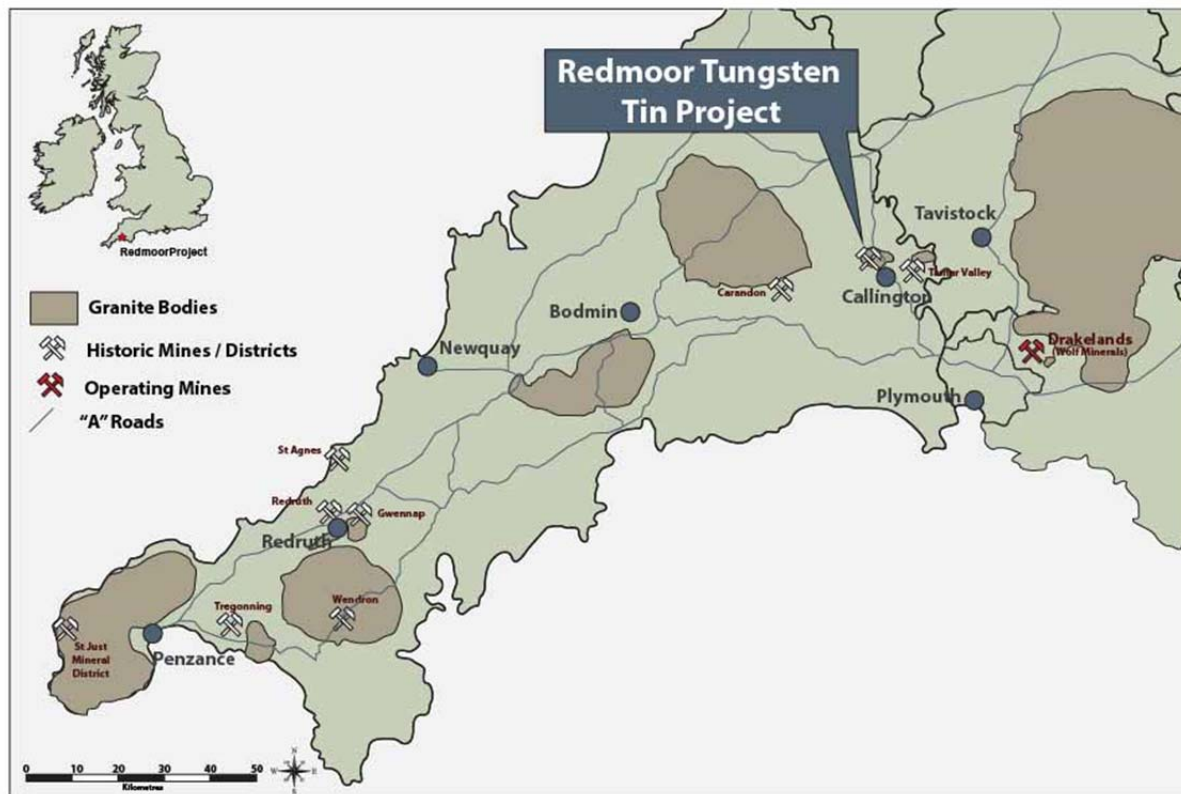 Redmoor Tungsten
Tin Project
RedmoorProject
Granite Bodies
Historic Mines / Districts
Operating Mines
"A" Roads
Tavistock
Tamar Valley
Callington
Carandon
Bodmin
Newquay
Drakelands
(Wolf Minerals)
Plymouth
St Agnes
Redruth
Gwennap
Redruth
Tregonning
Wendron
St Just
Mineral
District
Penzance
0 10 20 30 40 50
Kilometres
N
W E
S